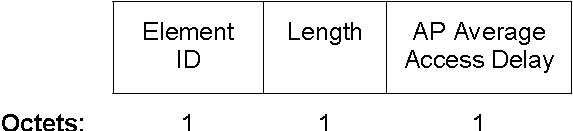 Element ID Length AP Average Access Delay
Octets: 1 1 1